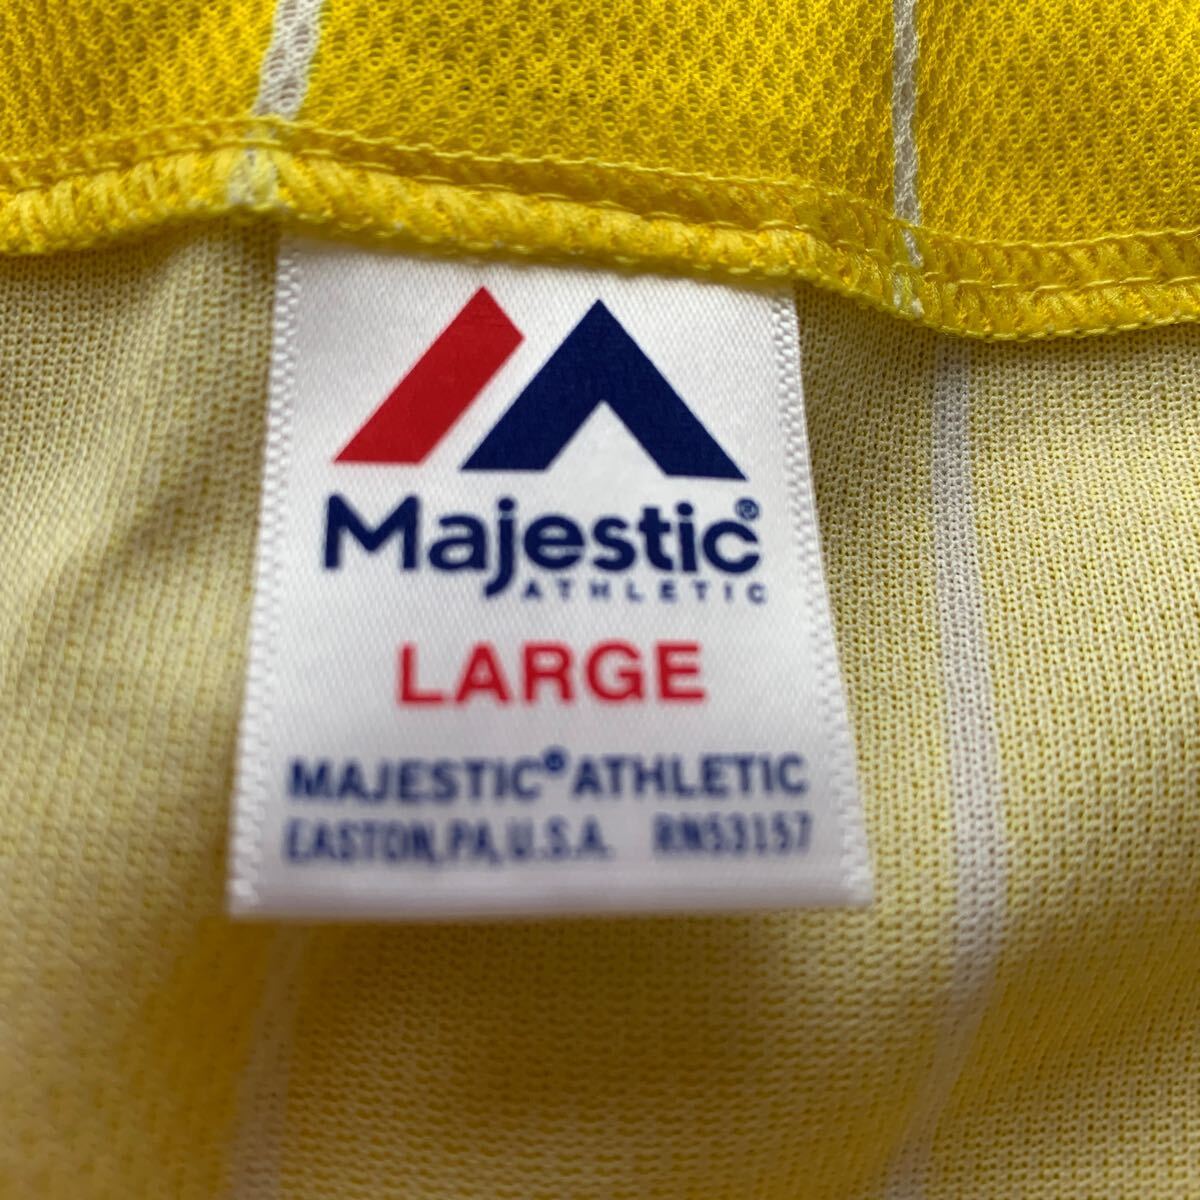 Majestic®
ATHLETIC
LARGE
MAJESTIC® ATHLETIC
EASTON, PA, U.S.A. RN53157